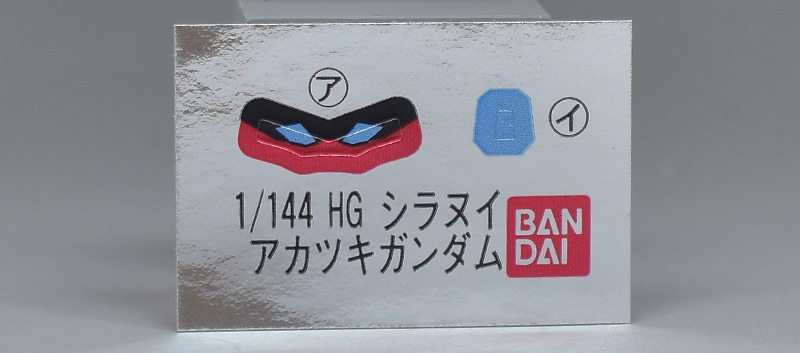 ㋐
㋑
1/144 HG シラヌイ
アカツキガンダム
BAN
DAI